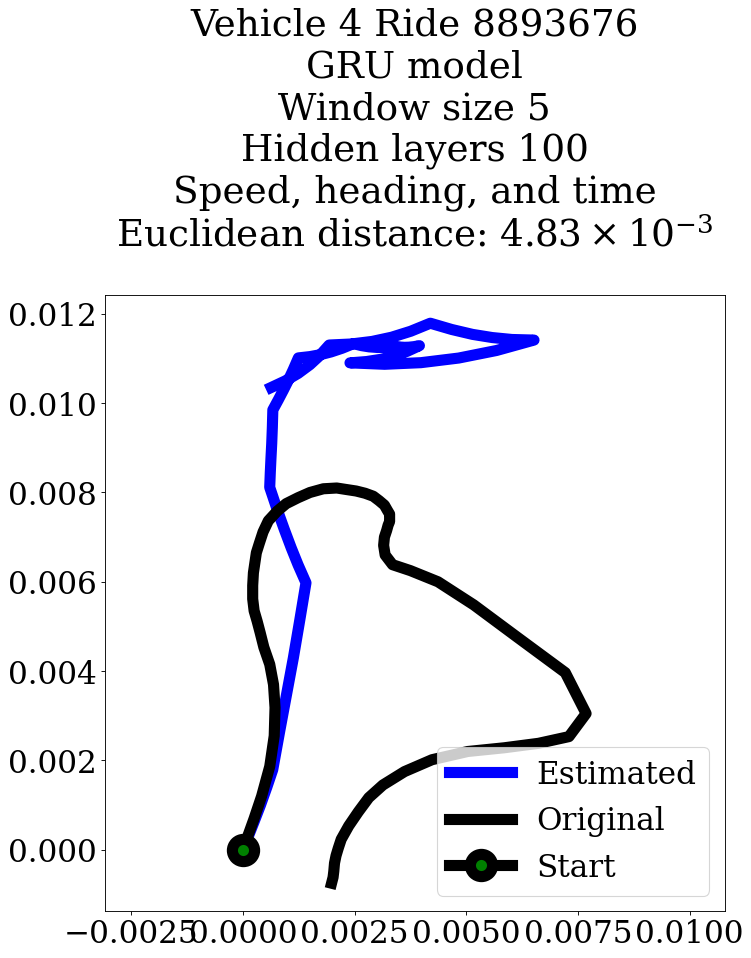 Vehicle 4 Ride 8893676
GRU model
Window size 5
Hidden layers 100
Speed, heading, and time
Euclidean distance: 4.83 × 10⁻³
0.012
0.010
0.008
0.006
0.004
0.002
0.000
Estimated
Original
Start
−0.0025 0.0000 0.0025 0.0050 0.0075 0.0100